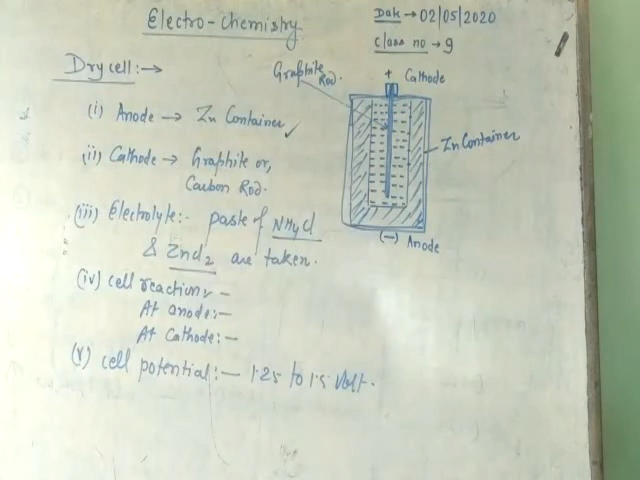 Electro-Chemistry
Date → 02/05/2020
Class no → 9
Dry cell :→
Graphite Rod.
+ Cathode
(i) Anode → Zn Container ✓
Zn Container
(ii) Cathode → Graphite or,
Carbon Rod.
(iii) Electrolyte:- paste of NH4Cl
& ZnCl2 are taken.
(-) Anode
(iv) Cell reaction:-
At anode:-
At Cathode:-
(v) Cell potential:- 1.25 to 1.5 Volt.